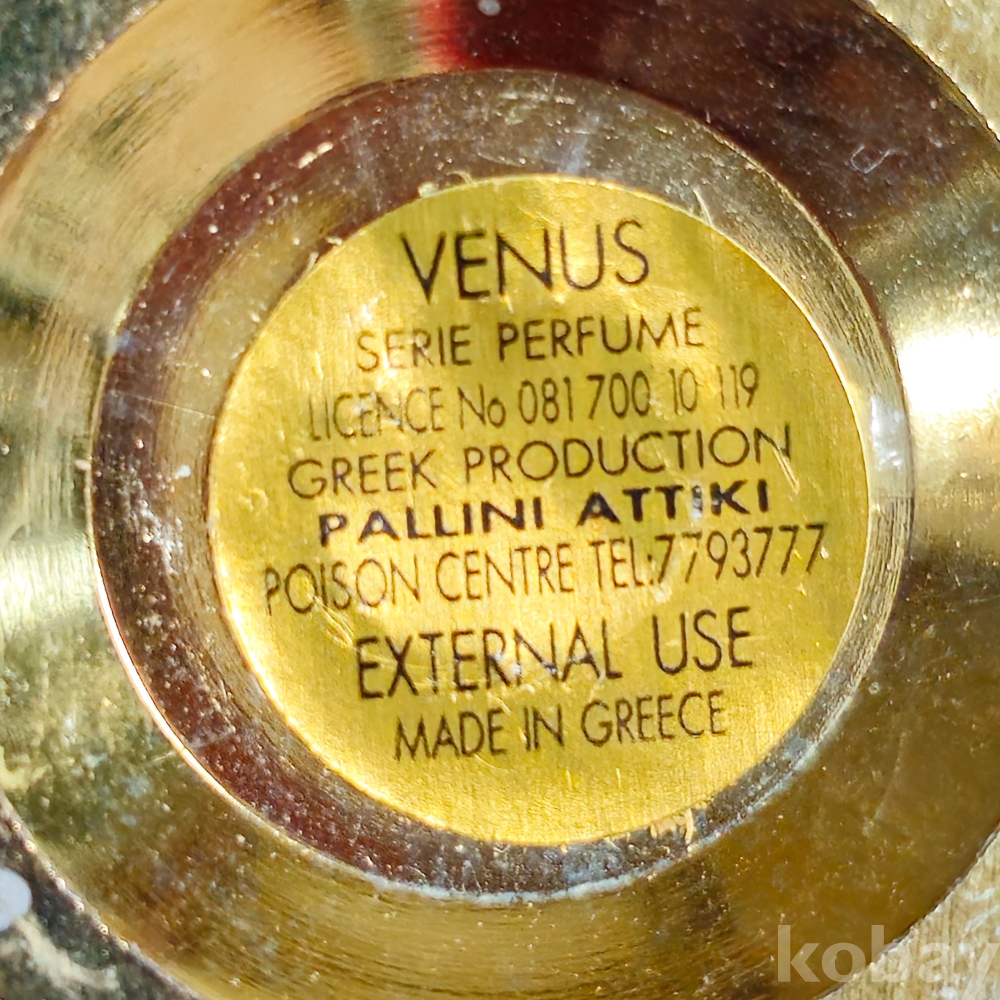 VENUS
SERIE PERFUME
LICENCE No 081 700 10 119
GREEK PRODUCTION
PALLINI ATTIKI
POISON CENTRE TEL:7793777
EXTERNAL USE
MADE IN GREECE
kobay